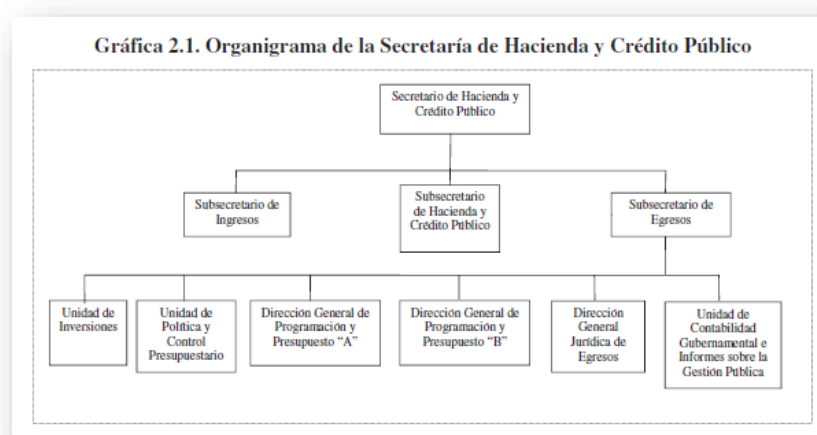 Gráfica 2.1. Organigrama de la Secretaría de Hacienda y Crédito Público
Secretario de Hacienda y
Crédito Público
Subsecretario de
Ingresos
Subsecretario
de Hacienda y
Crédito Público
Subsecretario de
Egresos
Unidad de
Inversiones
Unidad de
Política y
Control
Presupuestario
Dirección General de
Programación y
Presupuesto “A”
Dirección General de
Programación y
Presupuesto “B”
Dirección
General
Jurídica de
Egresos
Unidad de
Contabilidad
Gubernamental e
Informes sobre la
Gestión Pública